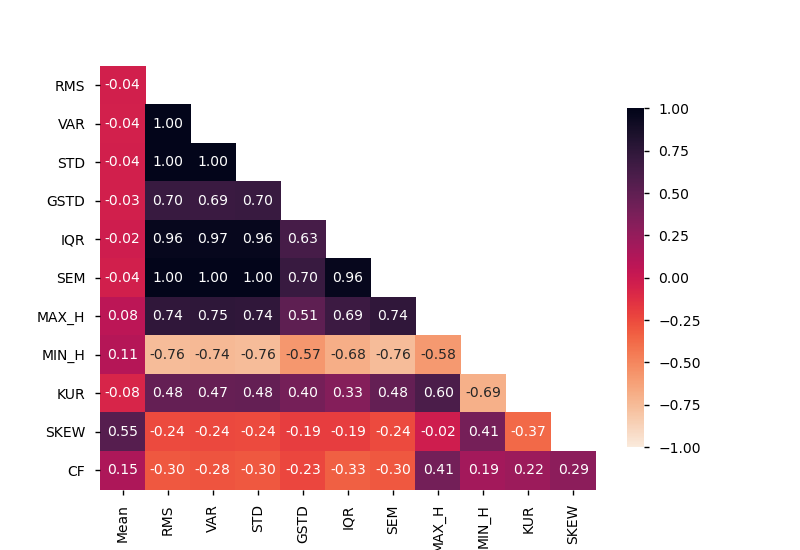 RMS -0.04
VAR -0.04 1.00
STD -0.04 1.00 1.00
GSTD -0.03 0.70 0.69 0.70
IQR -0.02 0.96 0.97 0.96 0.63
SEM -0.04 1.00 1.00 1.00 0.70 0.96
MAX_H 0.08 0.74 0.75 0.74 0.51 0.69 0.74
MIN_H 0.11 -0.76 -0.74 -0.76 -0.57 -0.68 -0.76 -0.58
KUR -0.08 0.48 0.47 0.48 0.40 0.33 0.48 0.60 -0.69
SKEW 0.55 -0.24 -0.24 -0.24 -0.19 -0.19 -0.24 -0.02 0.41 -0.37
CF 0.15 -0.30 -0.28 -0.30 -0.23 -0.33 -0.30 0.41 0.19 0.22 0.29
Mean RMS VAR STD GSTD IQR SEM MAX_H MIN_H KUR SKEW
1.00
0.75
0.50
0.25
0.00
−0.25
−0.50
−0.75
−1.00